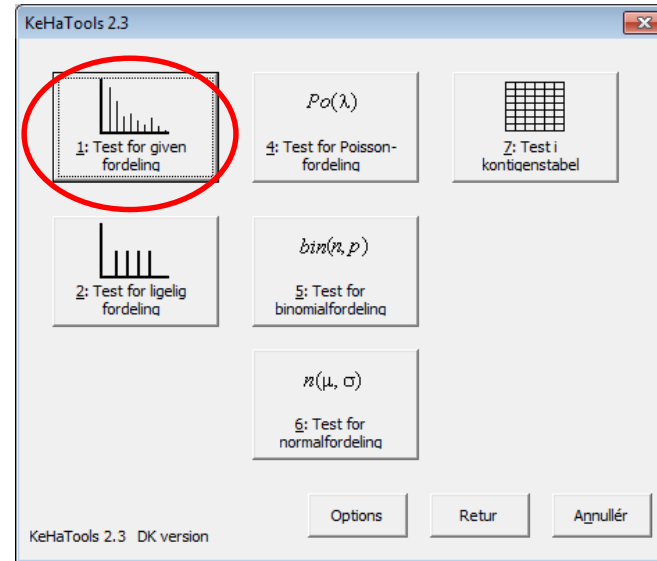 KeHaTools 2.3
1: Test for given
fordeling
Po(λ)
4: Test for Poisson-
fordeling
7: Test i
kontigenstabel
2: Test for ligelig
fordeling
bin(n, p)
5: Test for
binomialfordeling
n(μ, σ)
6: Test for
normalfordeling
Options
Retur
Annullér
KeHaTools 2.3 DK version